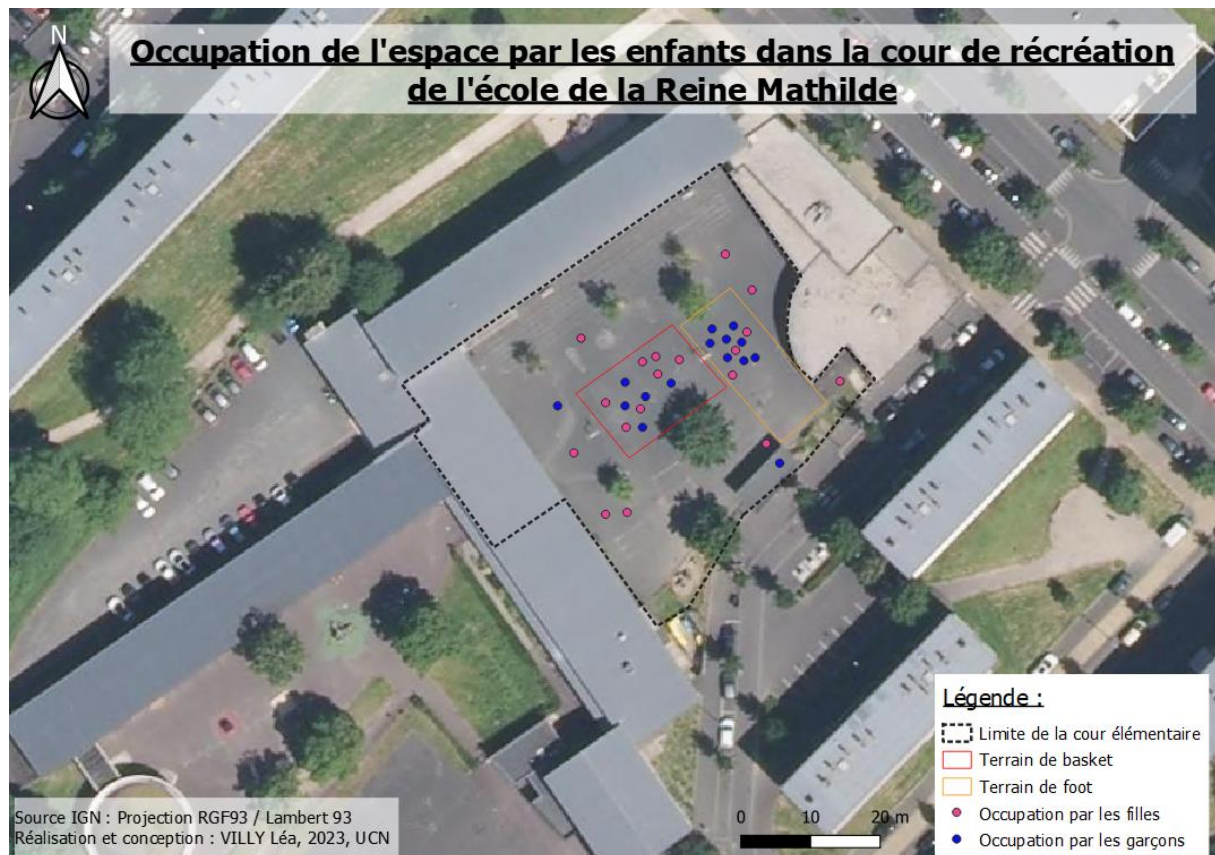 N
Occupation de l'espace par les enfants dans la cour de récréation
de l'école de la Reine Mathilde
Légende :
Limite de la cour élémentaire
Terrain de basket
Terrain de foot
Occupation par les filles
Occupation par les garçons
0 10 20 m
Source IGN : Projection RGF93 / Lambert 93
Réalisation et conception : VILLY Léa, 2023, UCN